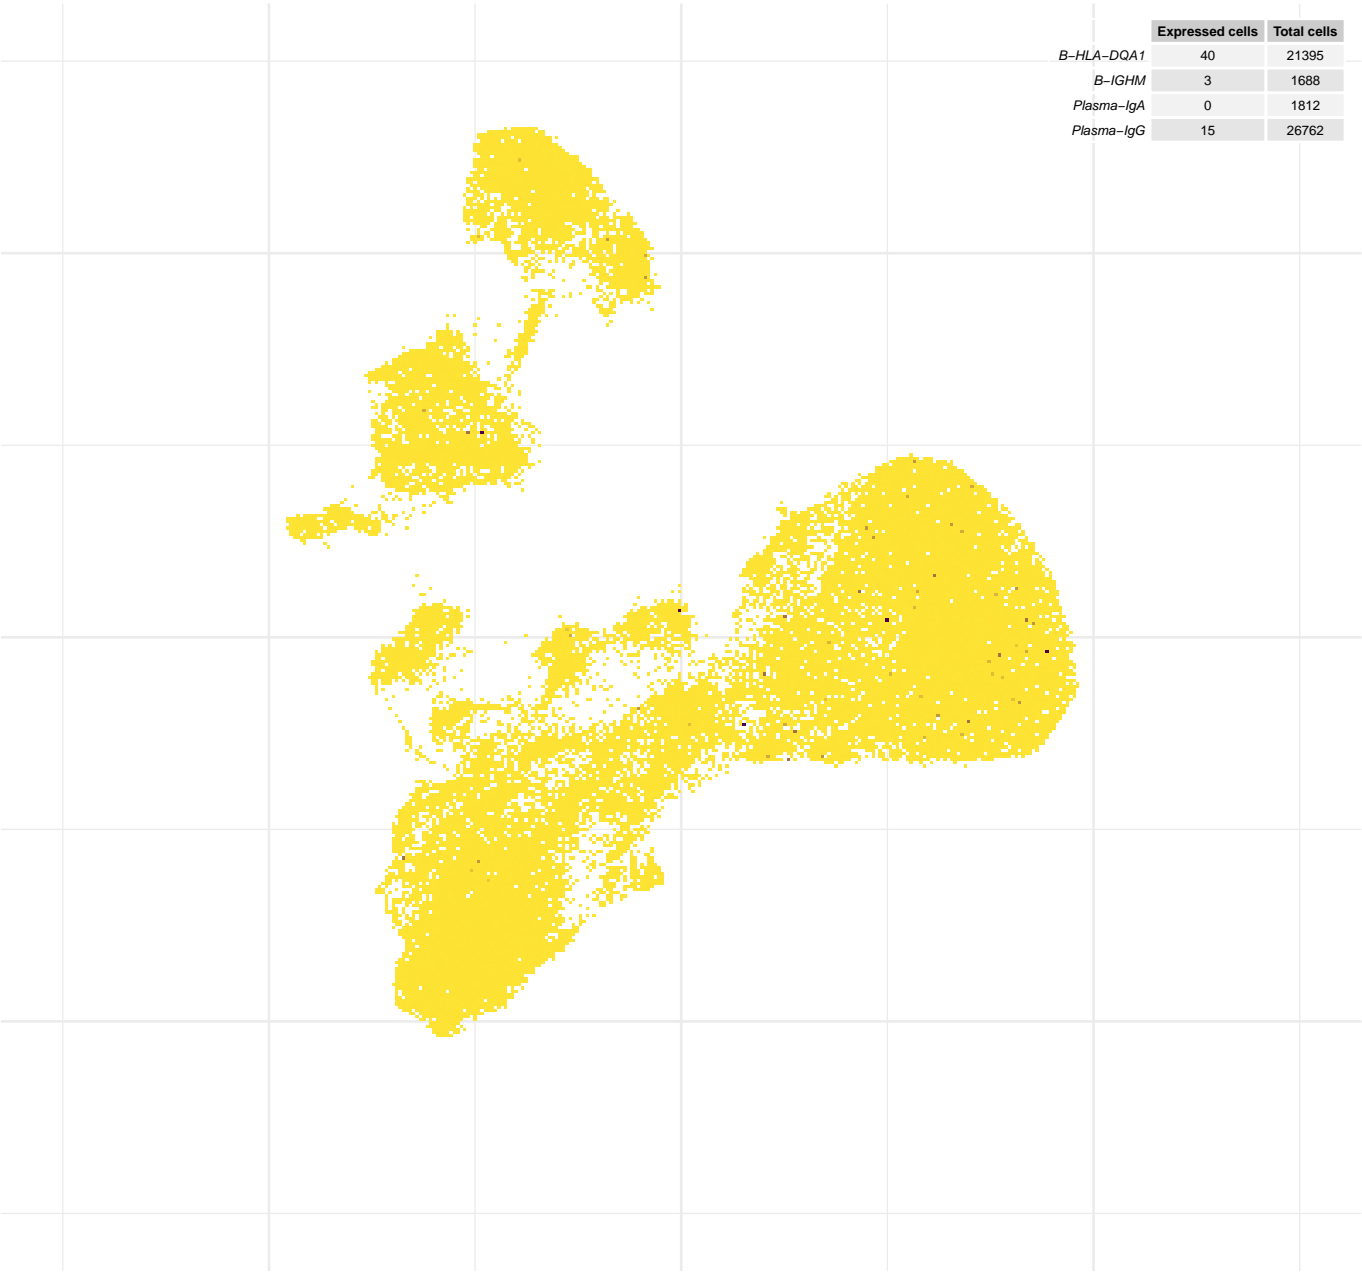 Expressed cells Total cells
B−HLA−DQA1 40 21395
B−IGHM 3 1688
Plasma−IgA 0 1812
Plasma−IgG 15 26762